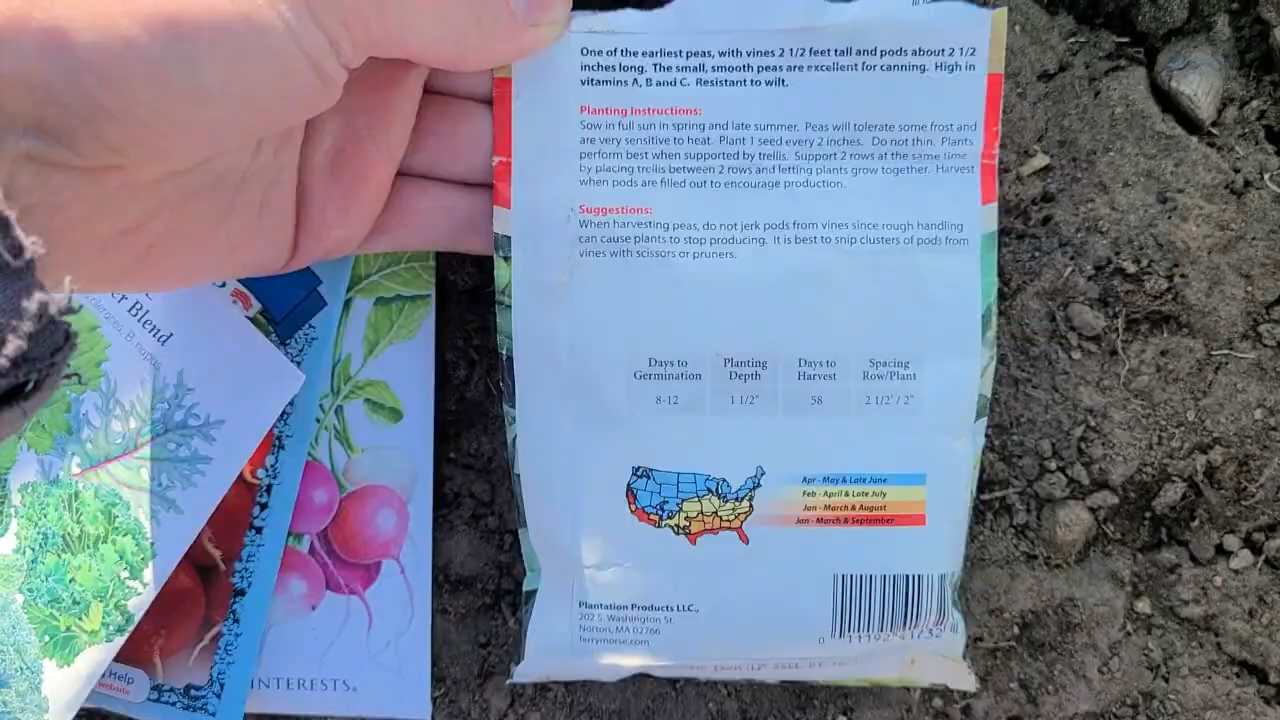 One of the earliest peas, with vines 2 1/2 feet tall and pods about 2 1/2
inches long. The small, smooth peas are excellent for canning. High in
vitamins A, B and C. Resistant to wilt.
Planting Instructions:
Sow in full sun in spring and late summer. Peas will tolerate some frost and
are very sensitive to heat. Plant 1 seed every 2 inches. Do not thin. Plants
perform best when supported by trellis. Support 2 rows at the same time
by placing trellis between 2 rows and letting plants grow together. Harvest
when pods are filled out to encourage production.
Suggestions:
When harvesting peas, do not jerk pods from vines since rough handling
can cause plants to stop producing. It is best to snip clusters of pods from
vines with scissors or pruners.
Days to Germination
Planting Depth
Days to Harvest
Spacing Row/Plant
8-12
1 1/2"
58
2 1/2' / 2"
Apr - May & Late June
Feb - April & Late July
Jan - March & August
Jan - March & September
Plantation Products LLC.,
202 S. Washington St.
Norton, MA 02766
ferrymorse.com
Blend
B. napus
Help
website
INTERESTS®